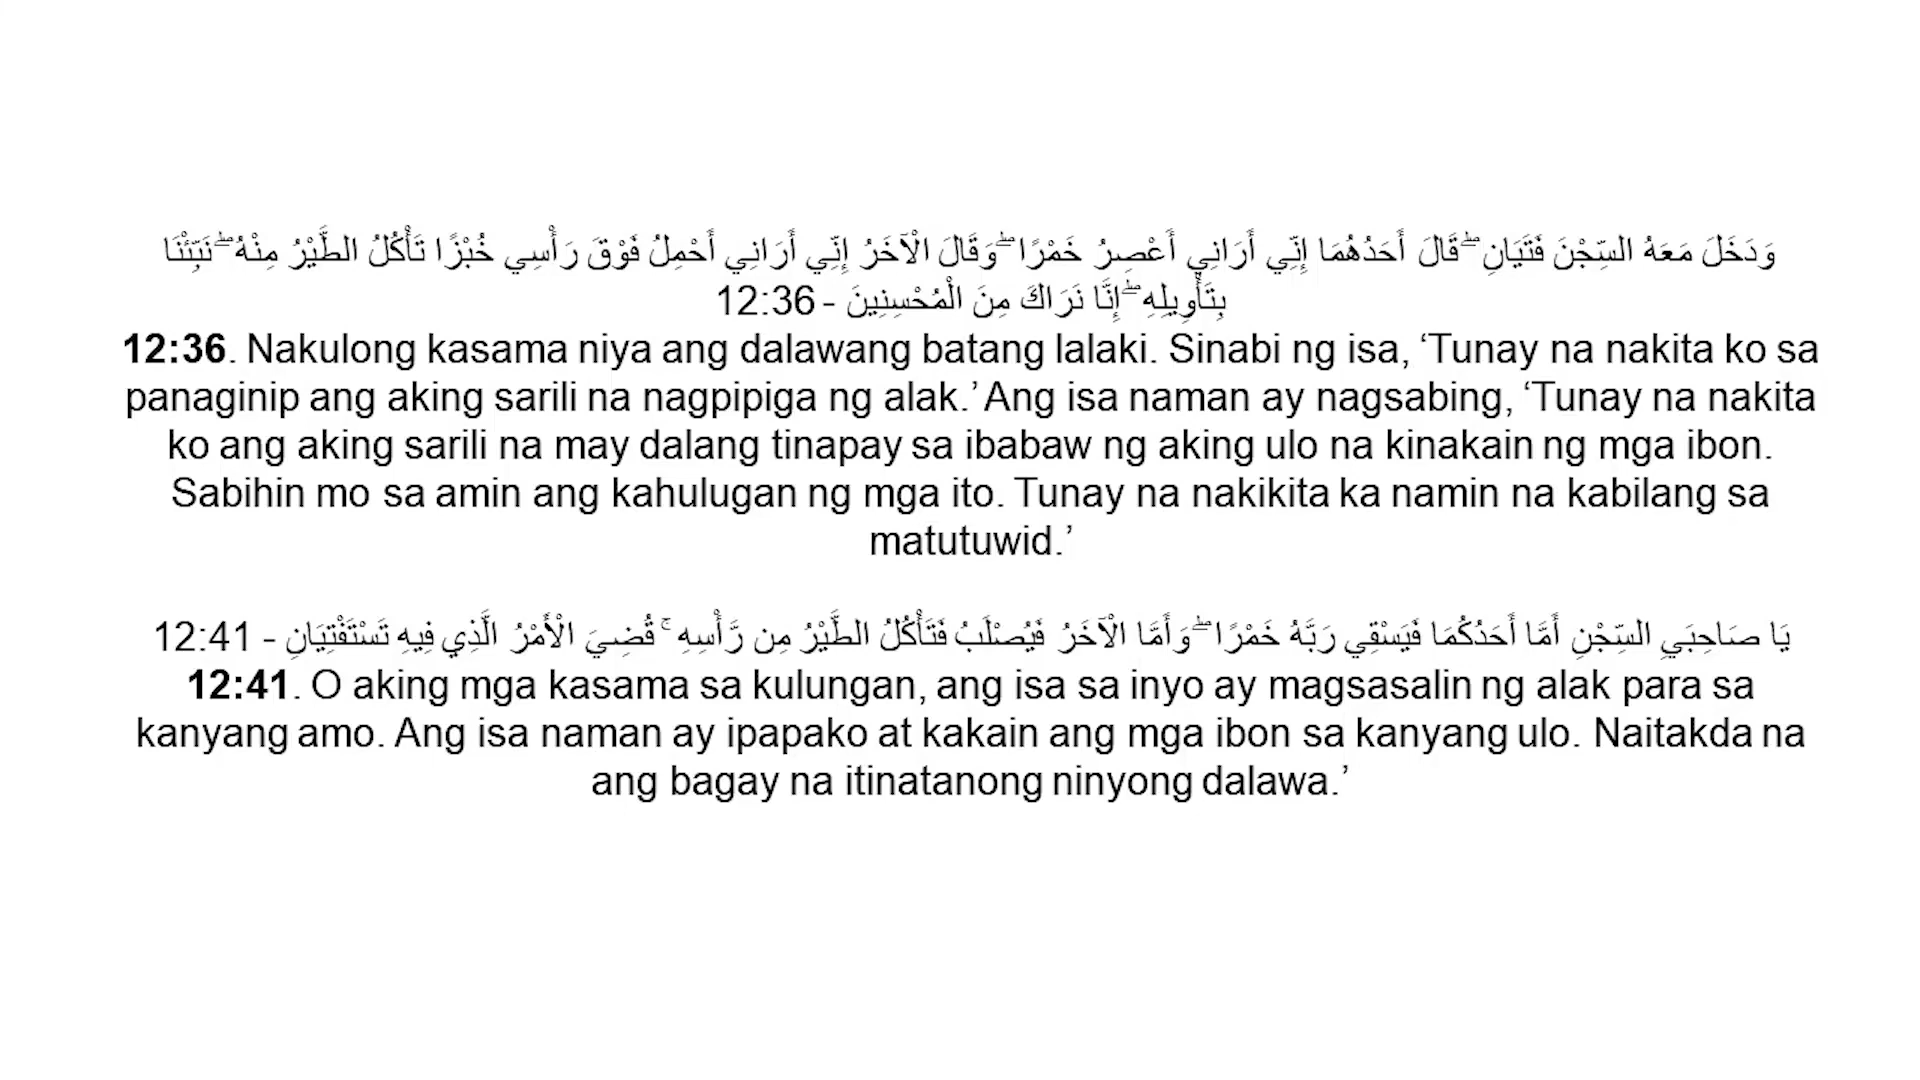 وَدَخَلَ مَعَهُ السِّجْنَ فَتَيَانِ ۖ قَالَ أَحَدُهُمَا إِنِّي أَرَانِي أَعْصِرُ خَمْرًا ۖ وَقَالَ الْآخَرُ إِنِّي أَرَانِي أَحْمِلُ فَوْقَ رَأْسِي خُبْزًا تَأْكُلُ الطَّيْرُ مِنْهُ ۖ نَبِّئْنَا
بِتَأْوِيلِهِ ۖ إِنَّا نَرَاكَ مِنَ الْمُحْسِنِينَ - 12:36
12:36. Nakulong kasama niya ang dalawang batang lalaki. Sinabi ng isa, ‘Tunay na nakita ko sa
panaginip ang aking sarili na nagpipiga ng alak.’ Ang isa naman ay nagsabing, ‘Tunay na nakita
ko ang aking sarili na may dalang tinapay sa ibabaw ng aking ulo na kinakain ng mga ibon.
Sabihin mo sa amin ang kahulugan ng mga ito. Tunay na nakikita ka namin na kabilang sa
matutuwid.’
يَا صَاحِبَيِ السِّجْنِ أَمَّا أَحَدُكُمَا فَيَسْقِي رَبَّهُ خَمْرًا ۖ وَأَمَّا الْآخَرُ فَيُصْلَبُ فَتَأْكُلُ الطَّيْرُ مِن رَّأْسِهِ ۚ قُضِيَ الْأَمْرُ الَّذِي فِيهِ تَسْتَفْتِيَانِ - 12:41
12:41. O aking mga kasama sa kulungan, ang isa sa inyo ay magsasalin ng alak para sa
kanyang amo. Ang isa naman ay ipapako at kakain ang mga ibon sa kanyang ulo. Naitakda na
ang bagay na itinatanong ninyong dalawa.’